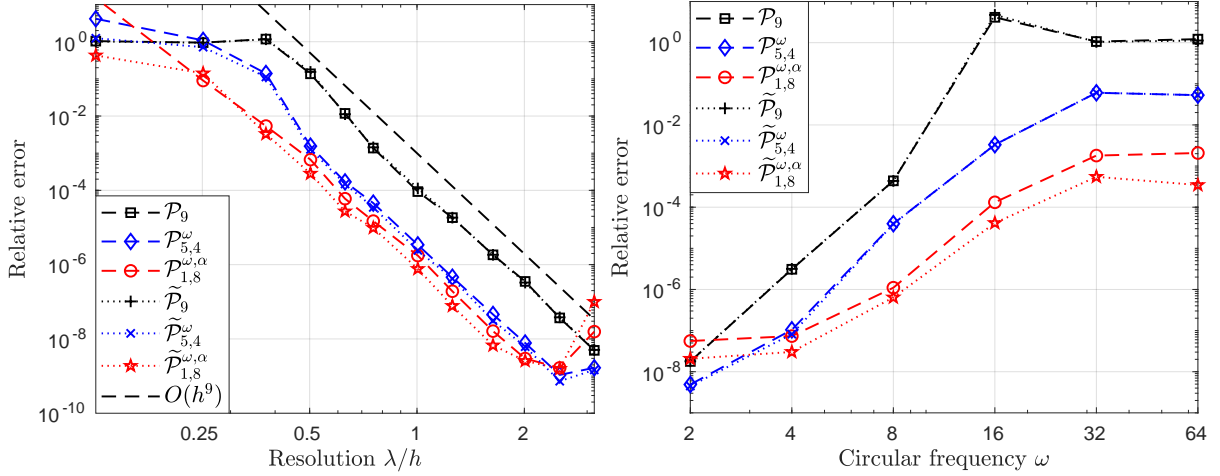 10^0
10^{-2}
10^{-4}
10^{-6}
10^{-8}
10^{-10}
Relative error
P_9
P^ω_{5,4}
P^{ω,α}_{1,8}
P̃_9
P̃^ω_{5,4}
P̃^{ω,α}_{1,8}
O(h^9)
0.25
0.5
1
2
Resolution λ/h
10^0
10^{-2}
10^{-4}
10^{-6}
10^{-8}
Relative error
P_9
P^ω_{5,4}
P^{ω,α}_{1,8}
P̃_9
P̃^ω_{5,4}
P̃^{ω,α}_{1,8}
2
4
8
16
32
64
Circular frequency ω